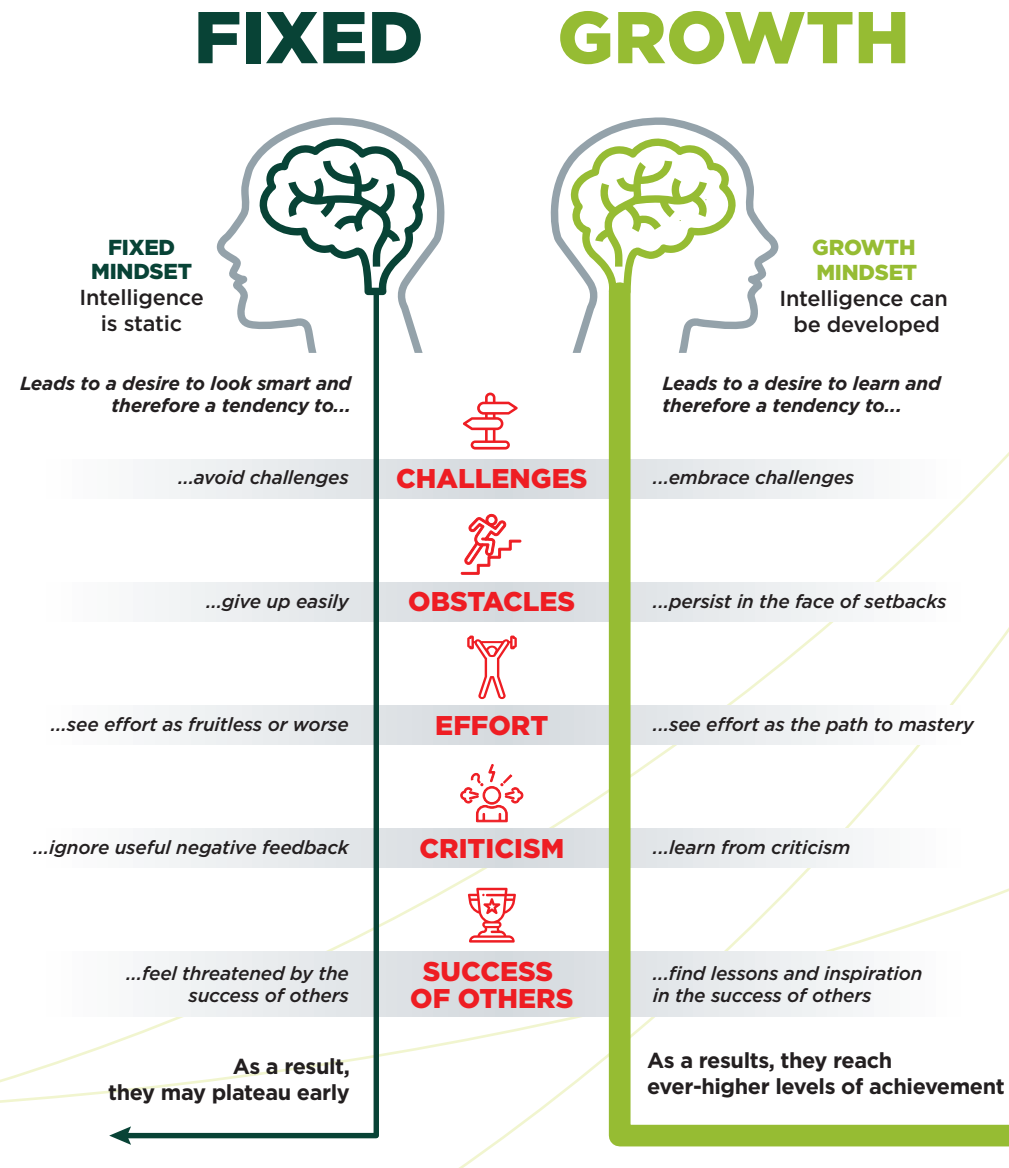 FIXED
GROWTH
FIXED
MINDSET
Intelligence
is static
GROWTH
MINDSET
Intelligence can
be developed
Leads to a desire to look smart and
therefore a tendency to...
Leads to a desire to learn and
therefore a tendency to...
...avoid challenges
CHALLENGES
...embrace challenges
...give up easily
OBSTACLES
...persist in the face of setbacks
...see effort as fruitless or worse
EFFORT
...see effort as the path to mastery
...ignore useful negative feedback
CRITICISM
...learn from criticism
...feel threatened by the
success of others
SUCCESS
OF OTHERS
...find lessons and inspiration
in the success of others
As a result,
they may plateau early
As a results, they reach
ever-higher levels of achievement